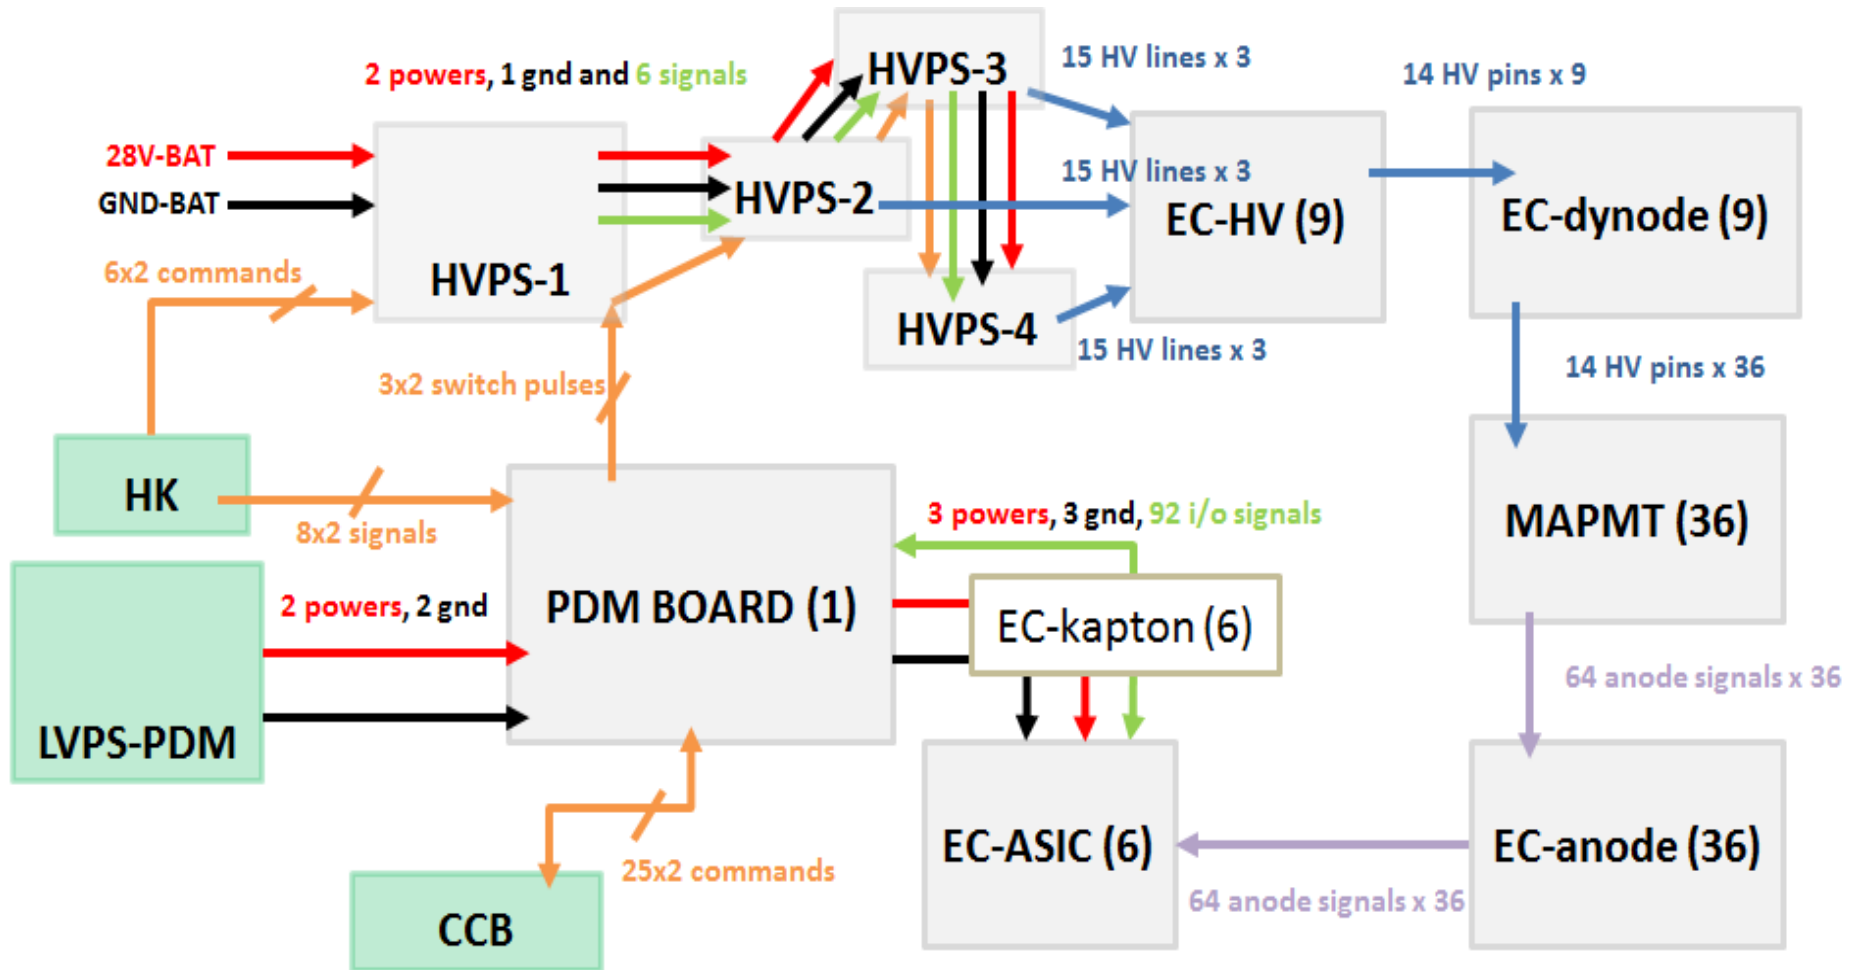 HVPS-3
15 HV lines x 3
2 powers, 1 gnd and 6 signals
14 HV pins x 9
28V-BAT
GND-BAT
HVPS-2
15 HV lines x 3
EC-HV (9)
EC-dynode (9)
6x2 commands
HVPS-1
HVPS-4
15 HV lines x 3
14 HV pins x 36
3x2 switch pulses
HK
8x2 signals
3 powers, 3 gnd, 92 i/o signals
MAPMT (36)
2 powers, 2 gnd
PDM BOARD (1)
EC-kapton (6)
64 anode signals x 36
LVPS-PDM
EC-ASIC (6)
EC-anode (36)
25x2 commands
64 anode signals x 36
CCB